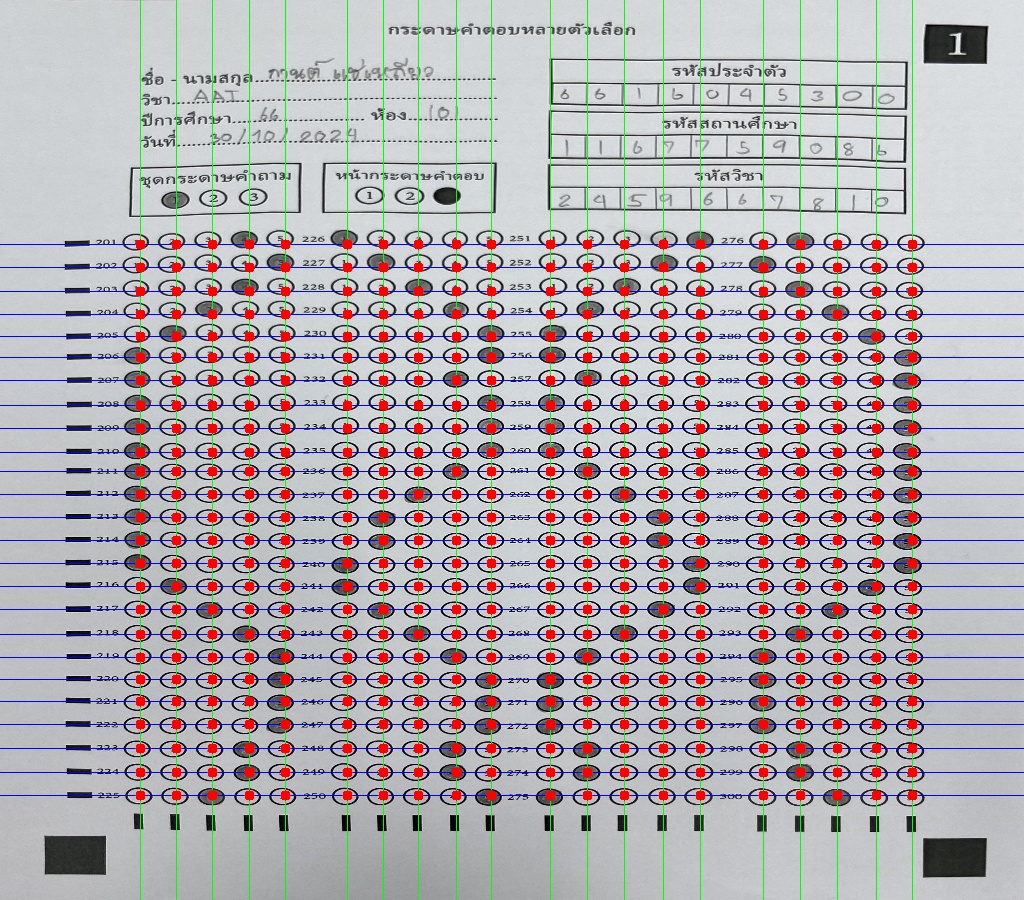 กระดาษคำตอบหลายตัวเลือก
1
ชื่อ - นามสกุล
วิชา AAI
ปีการศึกษา 66 ห้อง 101
วันที่ 30/10/2024
รหัสประจำตัว
6 6 1 6 0 4 5 3 0 0
รหัสสถานศึกษา
1 1 6 7 7 5 9 0 8 6
รหัสวิชา
2 4 5 9 6 6 7 8 1 0
ชุดกระดาษคำถาม
1 2 3
หน้ากระดาษคำตอบ
1 2
201 226 251 276
202 227 252 277
203 228 253 278
204 229 254 279
205 230 255 280
206 231 256 281
207 232 257 282
208 233 258 283
209 234 259 284
210 235 260 285
211 236 261 286
212 237 262 287
213 238 263 288
214 239 264 289
215 240 265 290
216 241 266 291
217 242 267 292
218 243 268 293
219 244 269 294
220 245 270 295
221 246 271 296
222 247 272 297
223 248 273 298
224 249 274 299
225 250 275 300